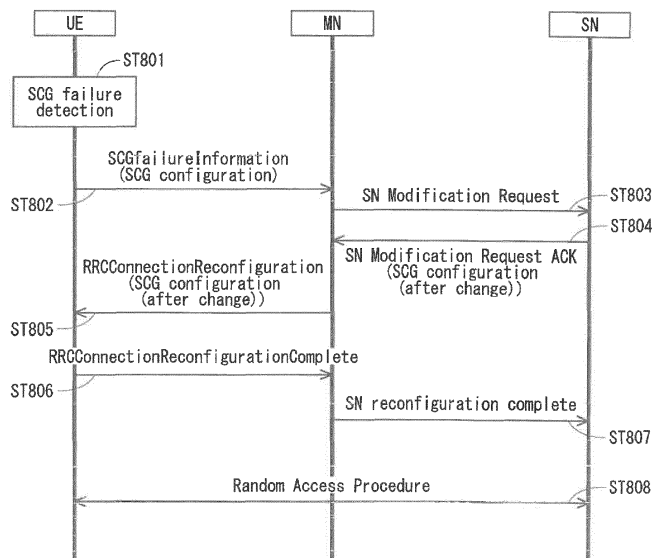 UE
MN
SN
ST801
SCG failure
detection
SCGfailureInformation
(SCG configuration)
ST802
SN Modification Request
ST803
ST804
SN Modification Request ACK
(SCG configuration
(after change))
RRCConnectionReconfiguration
(SCG configuration
(after change))
ST805
RRCConnectionReconfigurationComplete
ST806
SN reconfiguration complete
ST807
Random Access Procedure
ST808